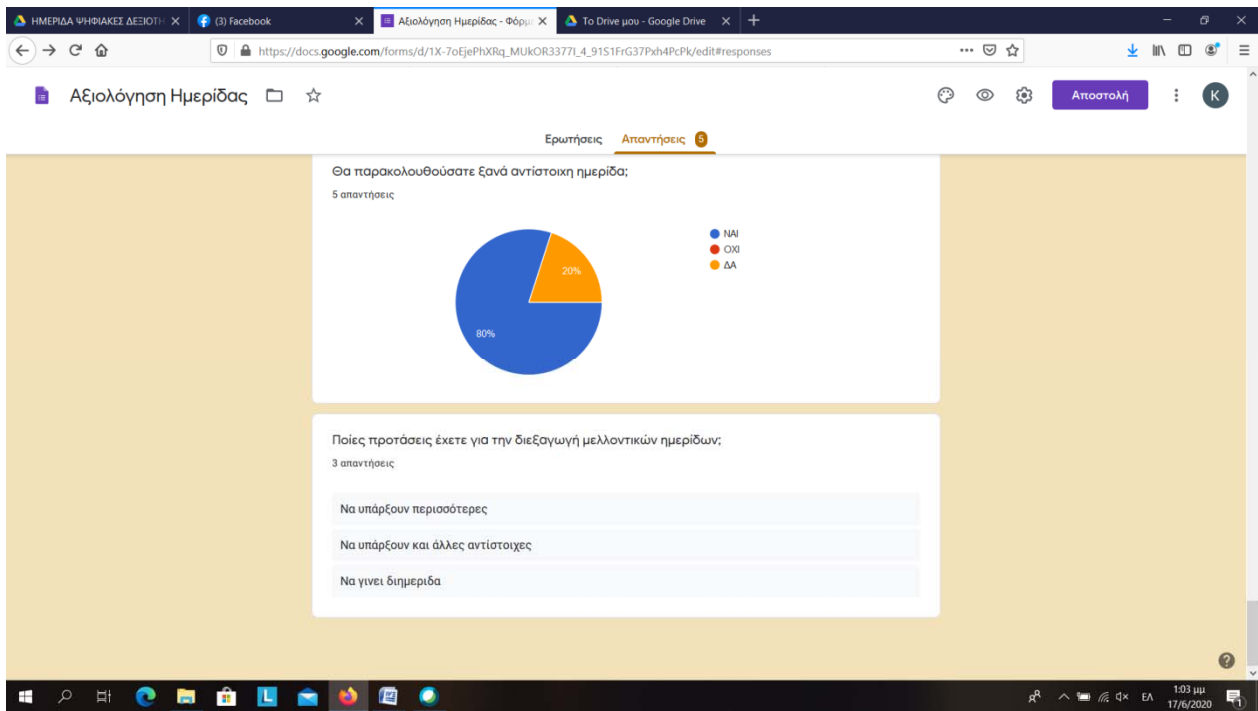 ΗΜΕΡΙΔΑ ΨΗΦΙΑΚΕΣ ΔΕΞΙΟΤΗ
(3) Facebook
Αξιολόγηση Ημερίδας - Φόρμ
Το Drive μου - Google Drive
https://docs.google.com/forms/d/1X-7oEjePhXRq_MUkOR3377I_4_91S1FrG37Pxh4PcPk/edit#responses
Αξιολόγηση Ημερίδας
Αποστολή
K
Ερωτήσεις Απαντήσεις 5
Θα παρακολουθούσατε ξανά αντίστοιχη ημερίδα;
5 απαντήσεις
ΝΑΙ
ΟΧΙ
ΔΑ
20%
80%
Ποίες προτάσεις έχετε για την διεξαγωγή μελλοντικών ημερίδων;
3 απαντήσεις
Να υπάρξουν περισσότερες
Να υπάρξουν και άλλες αντίστοιχες
Να γινει διημεριδα
ΕΛ
1:03 μμ
17/6/2020